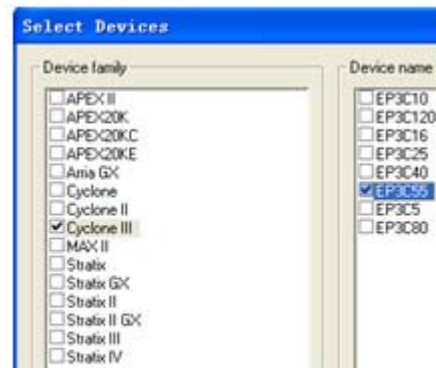 Select Devices
Device family
APEX II
APEX20K
APEX20KC
APEX20KE
Arria GX
Cyclone
Cyclone II
Cyclone III
MAX II
Stratix
Stratix GX
Stratix II
Stratix II GX
Stratix III
Stratix IV
Device name
EP3C10
EP3C120
EP3C16
EP3C25
EP3C40
EP3C55
EP3C5
EP3C80